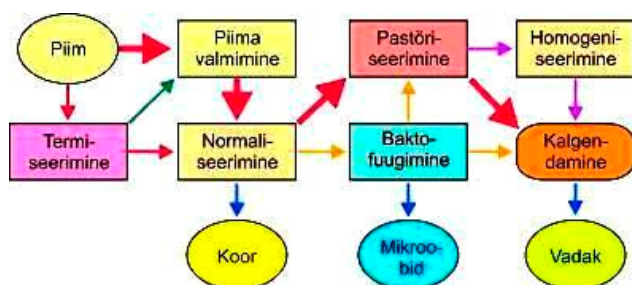 Piim
Piima
valmimine
Pastöri-
seerimine
Homogeni-
seerimine
Termi-
seerimine
Normali-
seerimine
Bakto-
fuugimine
Kalgen-
damine
Koor
Mikroo-
bid
Vadak